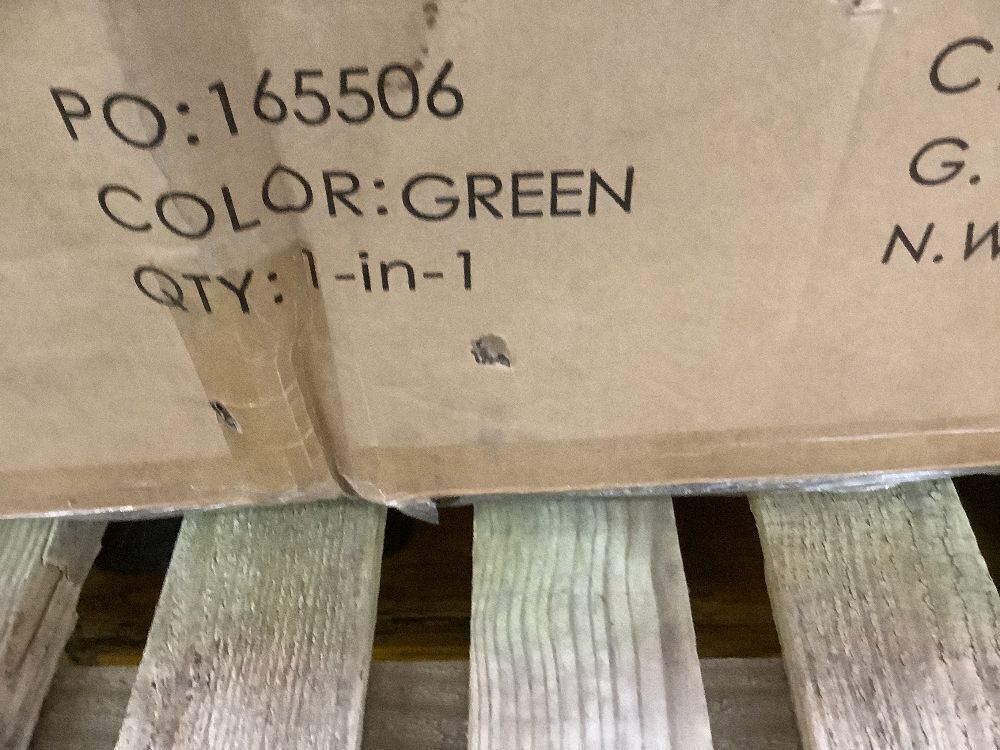 PO:165506
COLOR:GREEN
QTY:1-in-1
C.
G.
N.W